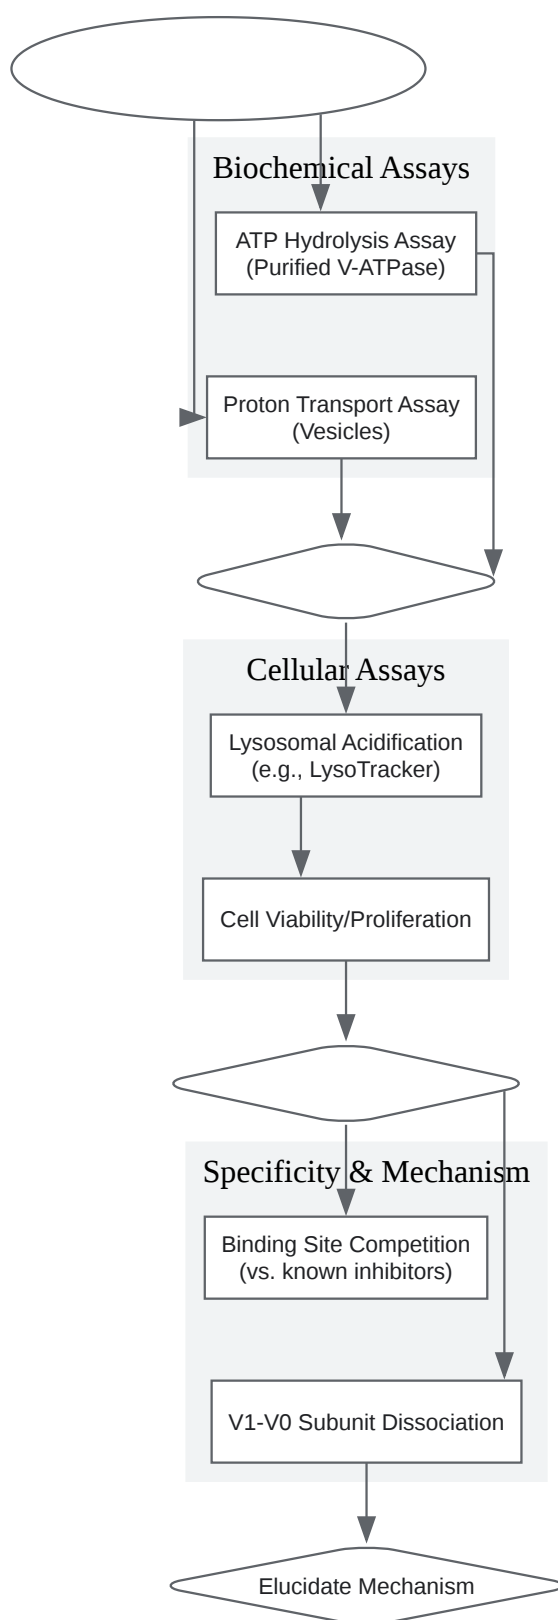 Biochemical Assays
ATP Hydrolysis Assay
(Purified V-ATPase)
Proton Transport Assay
(Vesicles)
Cellular Assays
Lysosomal Acidification
(e.g., LysoTracker)
Cell Viability/Proliferation
Specificity & Mechanism
Binding Site Competition
(vs. known inhibitors)
V1-V0 Subunit Dissociation
Elucidate Mechanism